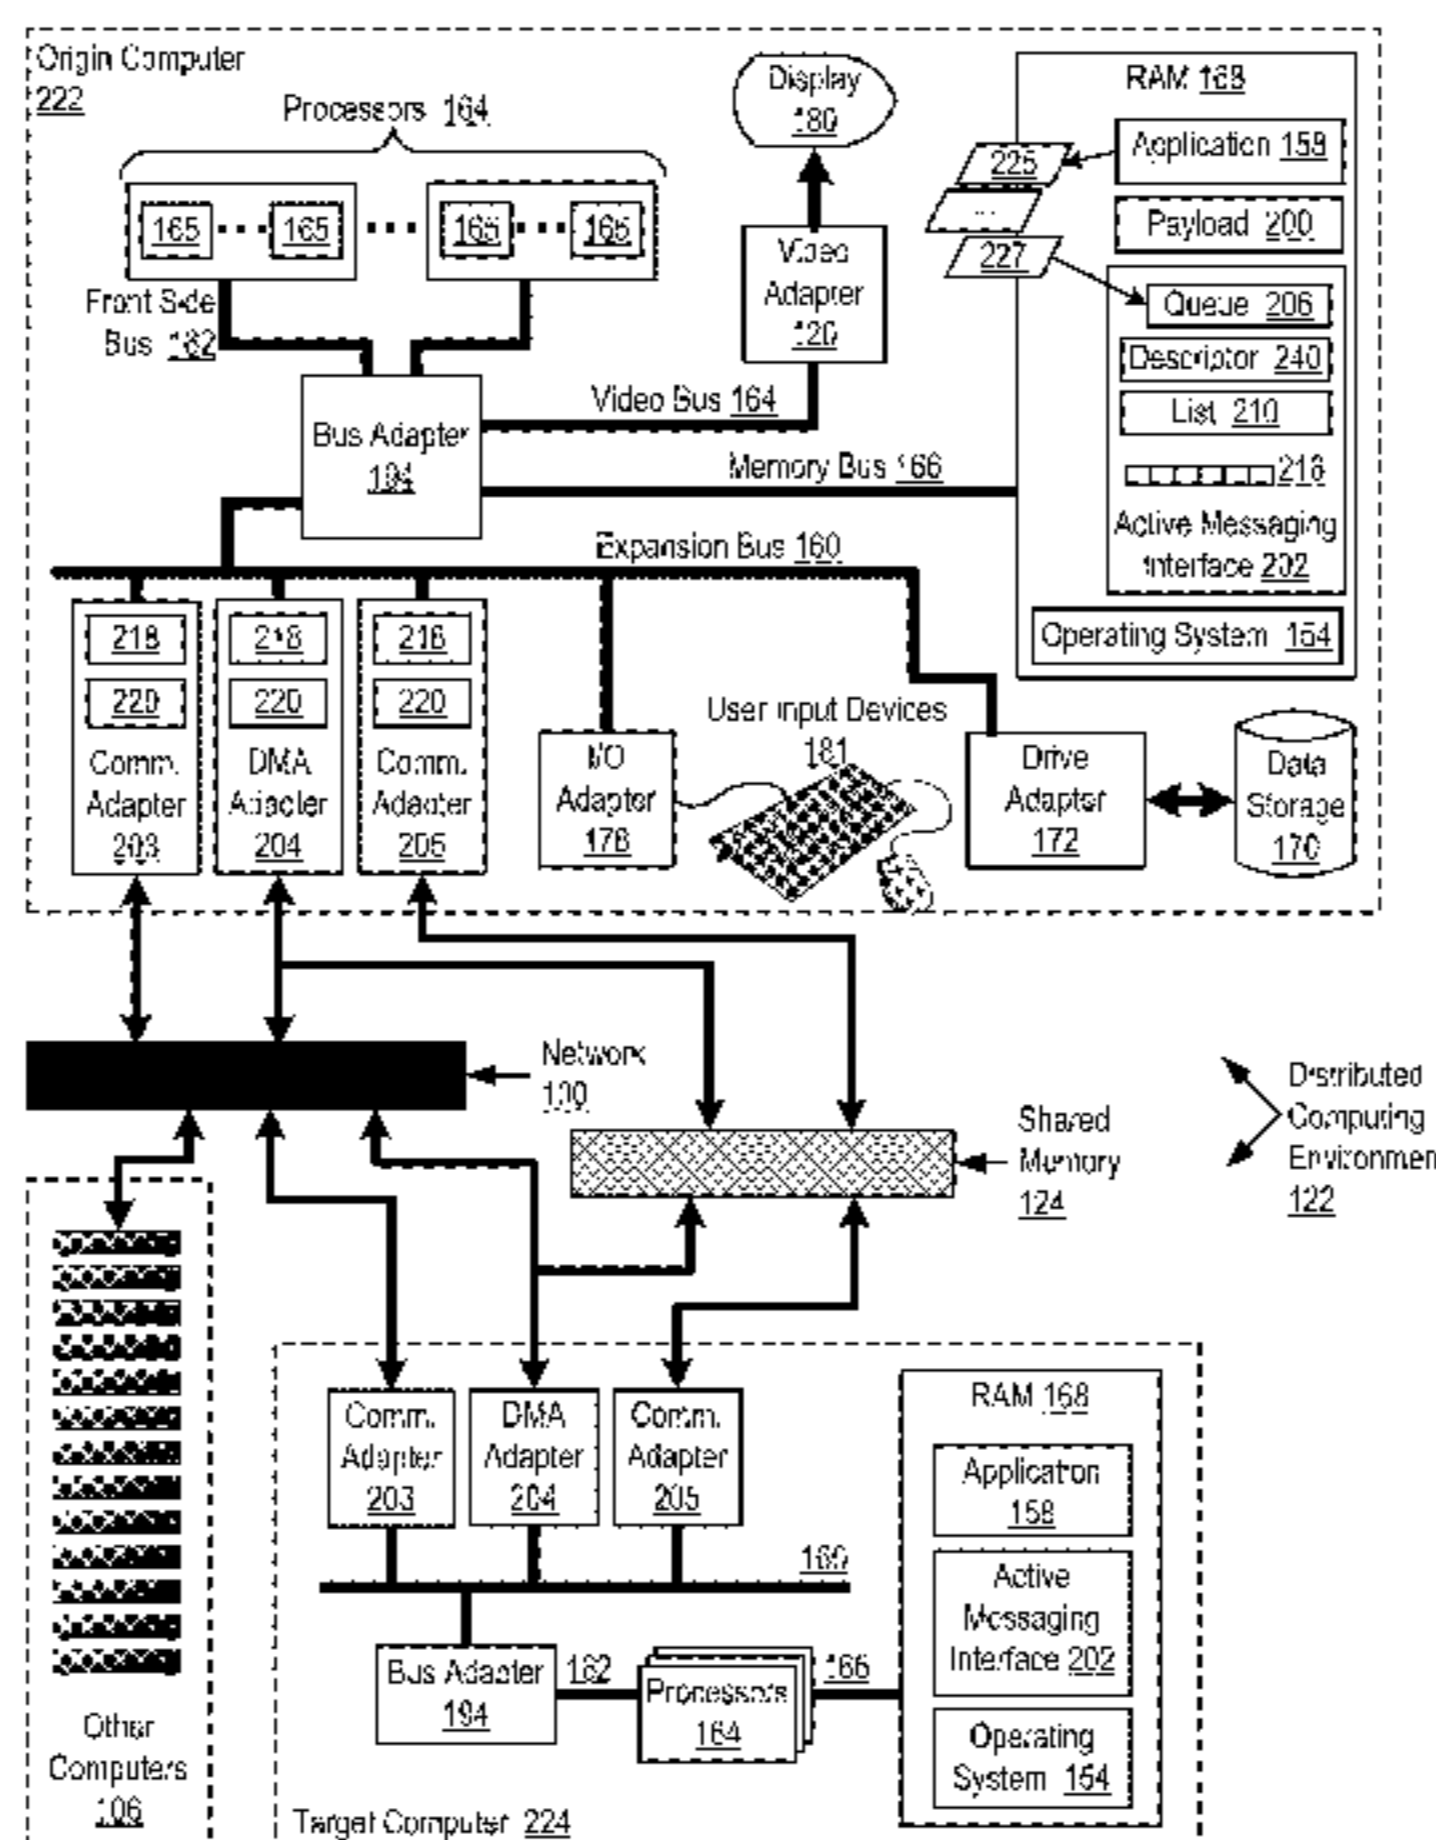 Origin Computer
222
Processors 164
165 165 165 165
Front Side
Bus 162
Display
180
Video
Adapter
Video Bus 164
Bus Adapter
194
Memory Bus 166
Expansion Bus 160
RAM 168
225
...
227
Application 158
Payload 200
Queue 206
Descriptor 240
List 210
Active Messaging
Interface 202
Operating System 154
218 218
220 220 220
Comm.
Adapter
203
DMA
Adapter
204
Comm.
Adapter
205
I/O
Adapter
178
User Input Devices
181
Drive
Adapter
172
Data
Storage
170
Network
100
Shared
Memory
124
Distributed
Computing
Environmen
122
Other
Computers
106
Comm.
Adapter
203
DMA
Adapter
204
Comm.
Adapter
205
160
Bus Adapter
194
162
Processors
164
166
RAM 168
Application
158
Active
Messaging
Interface 202
Operating
System 154
Target Computer 224